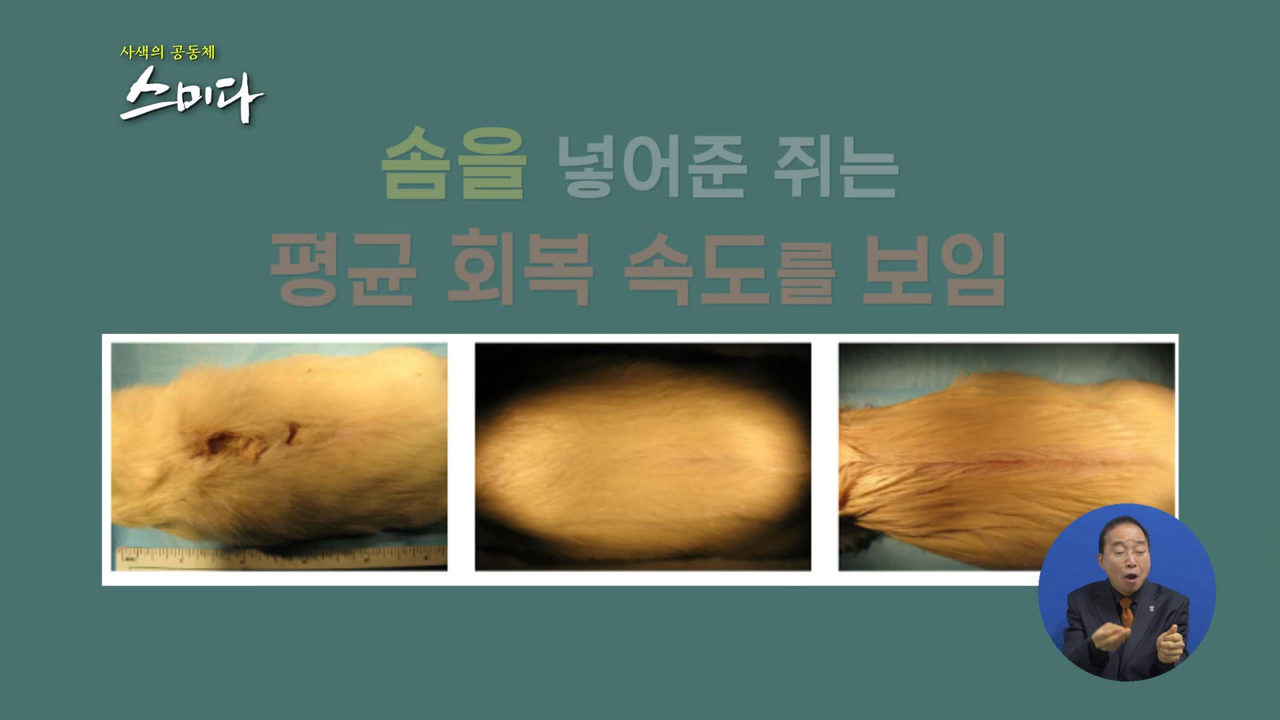 사색의 공동체
스미다
솜을 넣어준 쥐는
평균 회복 속도를 보임